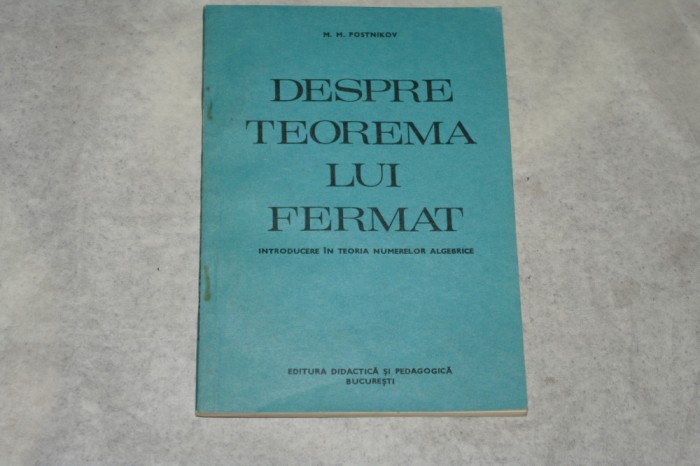 M. M. POSTNIKOV
DESPRE
TEOREMA
LUI
FERMAT
INTRODUCERE ÎN TEORIA NUMERELOR ALGEBRICE
EDITURA DIDACTICĂ ŞI PEDAGOGICĂ
BUCUREŞTI